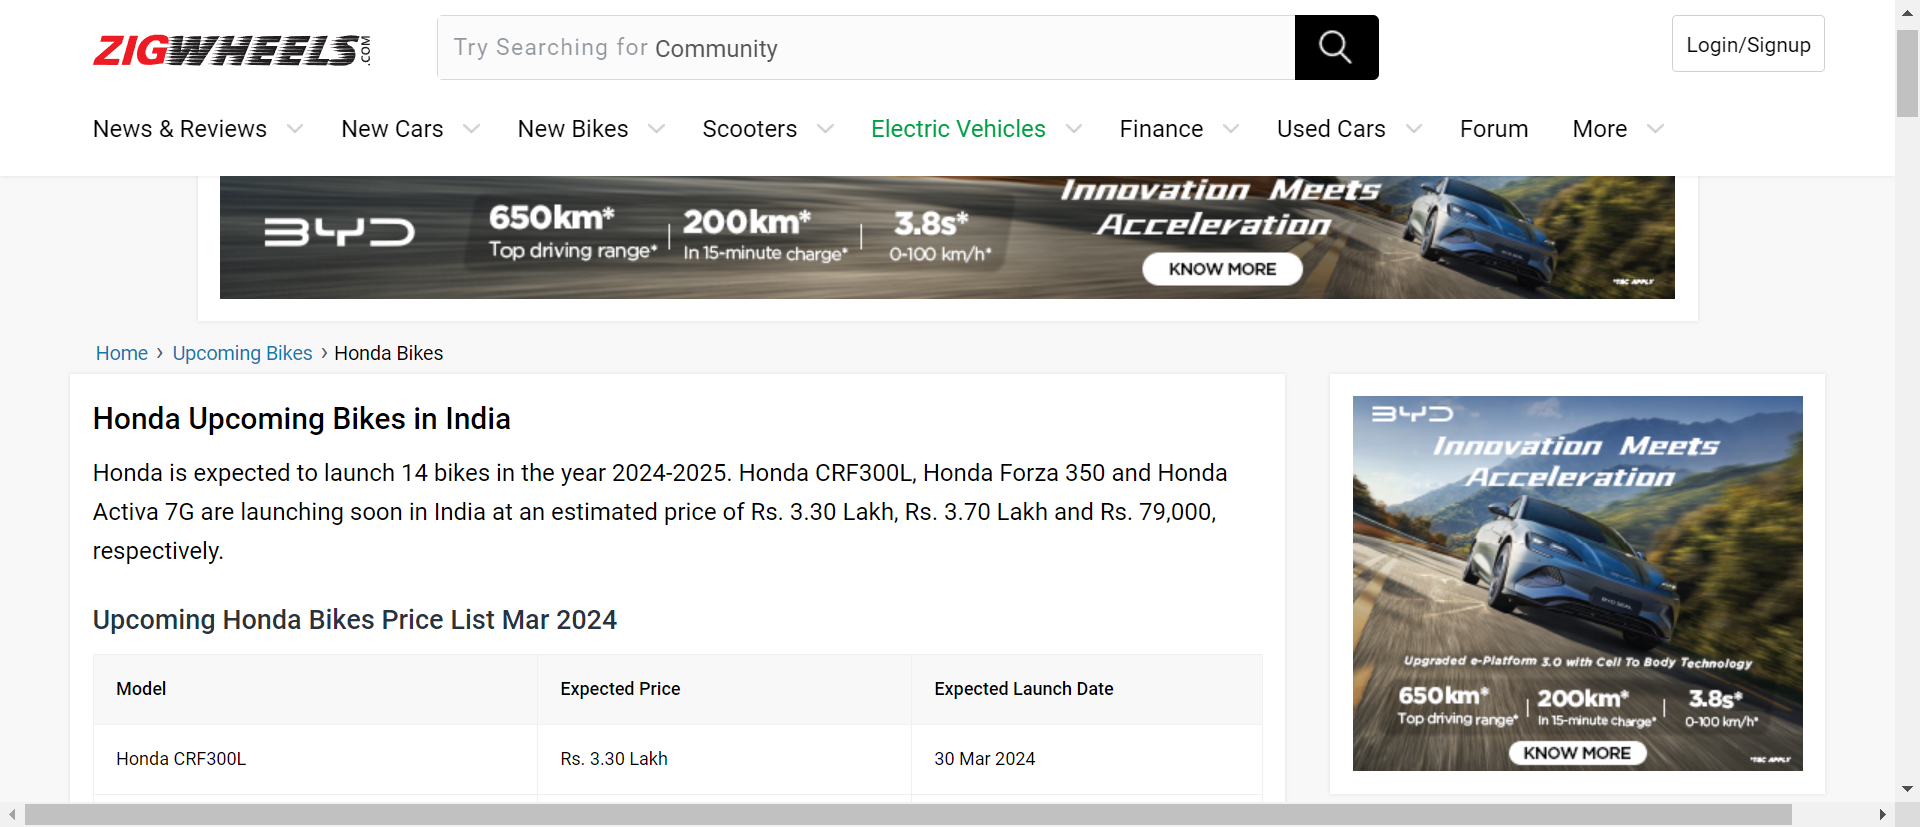 ZIGWHEELS.COM
Try Searching for Community
Login/Signup
News & Reviews New Cars New Bikes Scooters Electric Vehicles Finance Used Cars Forum More
BYD
650km*
Top driving range*
200km*
In 15-minute charge*
3.8s*
0-100 km/h*
Innovation Meets
Acceleration
KNOW MORE
*T&C APPLY
Home › Upcoming Bikes › Honda Bikes
Honda Upcoming Bikes in India
Honda is expected to launch 14 bikes in the year 2024-2025. Honda CRF300L, Honda Forza 350 and Honda
Activa 7G are launching soon in India at an estimated price of Rs. 3.30 Lakh, Rs. 3.70 Lakh and Rs. 79,000,
respectively.
Upcoming Honda Bikes Price List Mar 2024
Model Expected Price Expected Launch Date
Honda CRF300L Rs. 3.30 Lakh 30 Mar 2024
BYD
Innovation Meets
Acceleration
BYD SEAL
Upgraded e-Platform 3.0 with Cell To Body Technology
650km*
Top driving range*
200km*
In 15-minute charge*
3.8s*
0-100 km/h*
KNOW MORE
*T&C APPLY